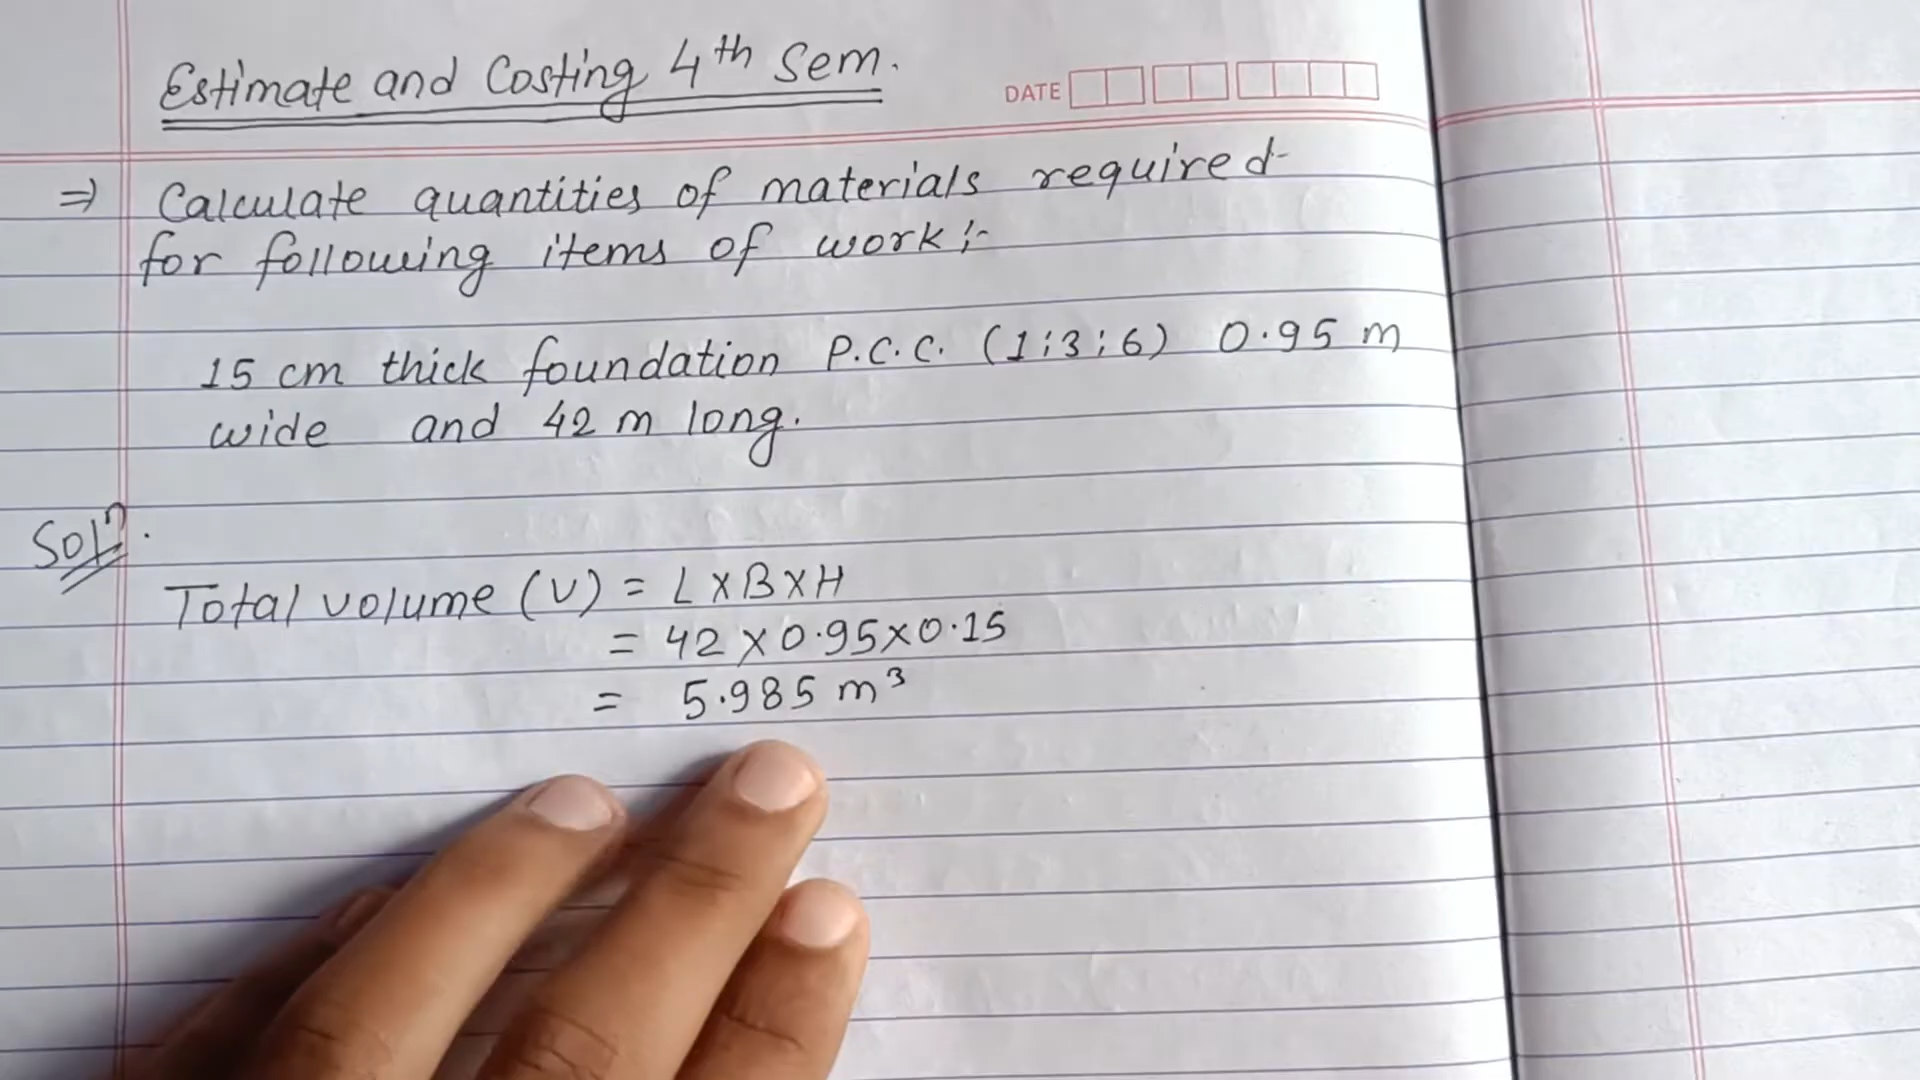 Estimate and Costing 4th Sem.
DATE
⇒ Calculate quantities of materials required
for following items of work :-
15 cm thick foundation P.C.C. (1:3:6) 0.95 m
wide and 42 m long.
Solⁿ.
Total volume (V) = L X B X H
= 42 X 0.95 X 0.15
= 5.985 m³